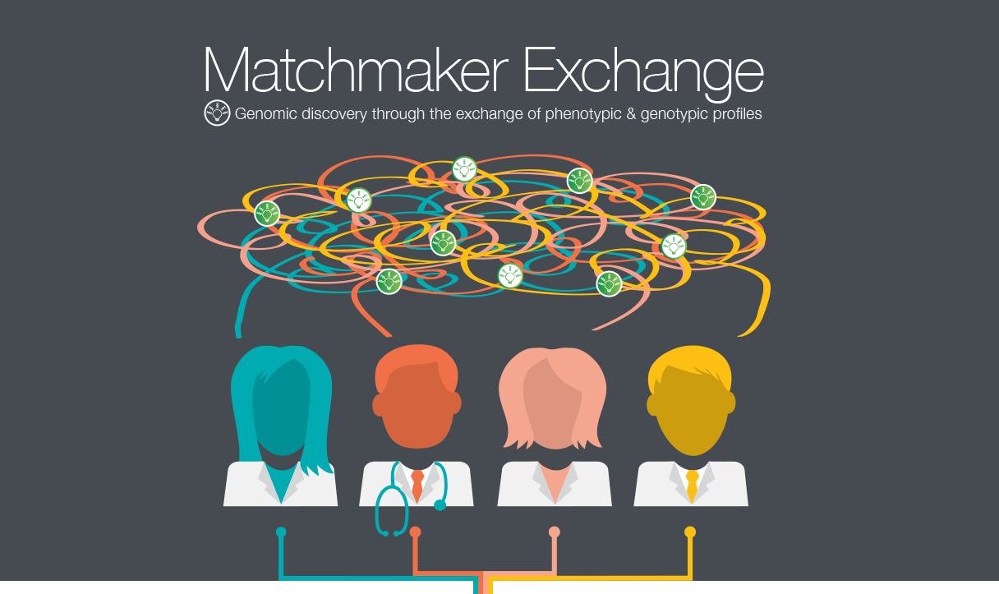 Matchmaker Exchange
Genomic discovery through the exchange of phenotypic & genotypic profiles